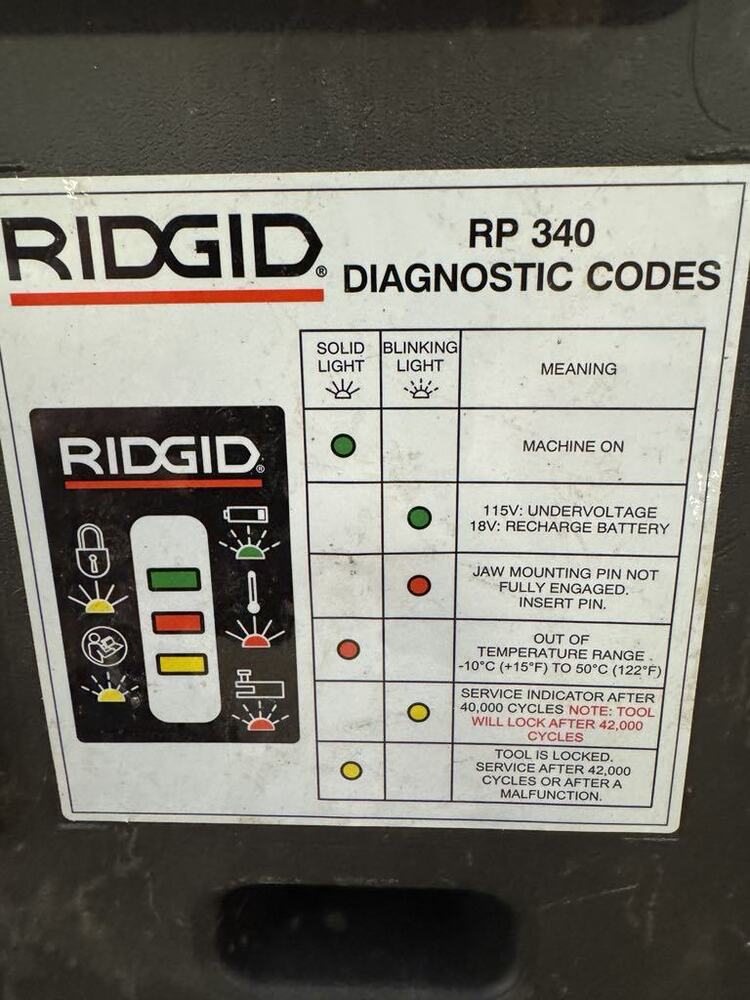 RIDGID®
RP 340
DIAGNOSTIC CODES
SOLID
LIGHT
BLINKING
LIGHT
MEANING
MACHINE ON
115V: UNDERVOLTAGE
18V: RECHARGE BATTERY
JAW MOUNTING PIN NOT
FULLY ENGAGED.
INSERT PIN.
OUT OF
TEMPERATURE RANGE
-10°C (+15°F) TO 50°C (122°F)
SERVICE INDICATOR AFTER
40,000 CYCLES NOTE: TOOL
WILL LOCK AFTER 42,000
CYCLES
TOOL IS LOCKED.
SERVICE AFTER 42,000
CYCLES OR AFTER A
MALFUNCTION.
RIDGID®